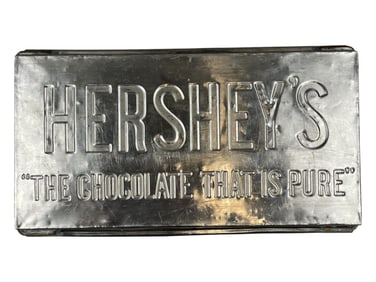 HERSHEY'S
"THE CHOCOLATE THAT IS PURE"